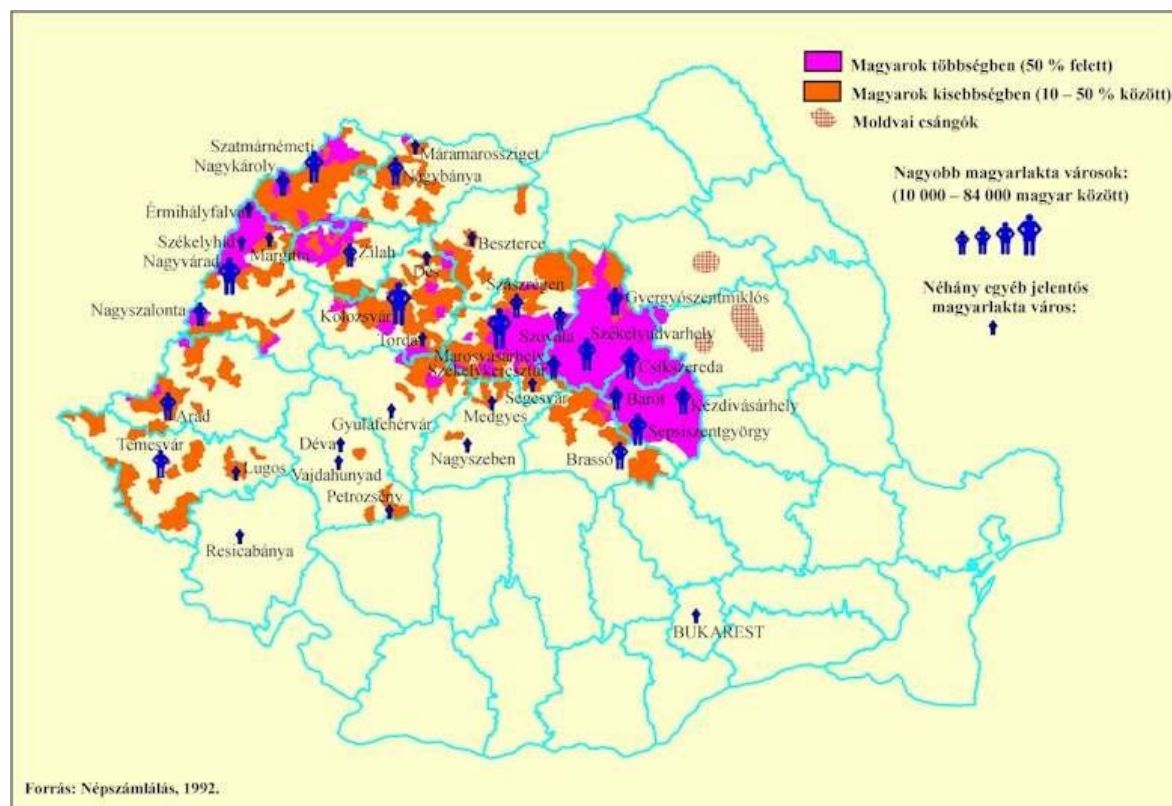 Magyarok többségben (50 % felett)
Magyarok kisebbségben (10 – 50 % között)
Moldvai csángók
Nagyobb magyarlakta városok:
(10 000 – 84 000 magyar között)
Néhány egyéb jelentős
magyarlakta város:
Szatmárnémeti
Nagykároly
Máramarossziget
Nagybánya
Érmihályfalva
Székelyhíd
Margitta
Nagyvárad
Zilah
Beszterce
Dés
Szászrégen
Gyergyószentmiklós
Nagyszalonta
Kolozsvár
Torda
Szováta
Székelyudvarhely
Marosvásárhely
Székelykeresztúr
Csíkszereda
Segesvár
Barót
Kézdivásárhely
Arad
Gyulafehérvár
Medgyes
Sepsiszentgyörgy
Temesvár
Déva
Nagyszeben
Brassó
Lugos
Vajdahunyad
Petrozsény
Resicabánya
BUKAREST
Forrás: Népszámlálás, 1992.